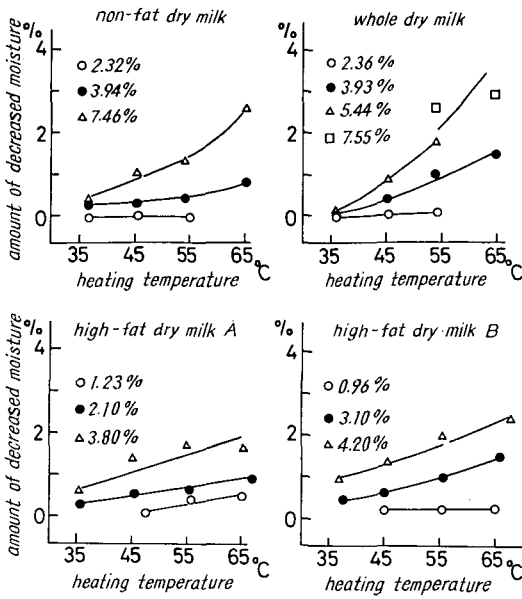 non-fat dry milk
%
4
2
0
○ 2.32%
● 3.94%
△ 7.46%
35 45 55 65 °C
heating temperature
amount of decreased moisture
whole dry milk
%
4
2
0
○ 2.36%
● 3.93%
△ 5.44%
□ 7.55%
35 45 55 65 °C
heating temperature
high-fat dry milk A
%
4
2
0
○ 1.23%
● 2.10%
△ 3.80%
35 45 55 65 °C
heating temperature
amount of decreased moisture
high-fat dry milk B
%
4
2
0
○ 0.96%
● 3.10%
△ 4.20%
35 45 55 65 °C
heating temperature